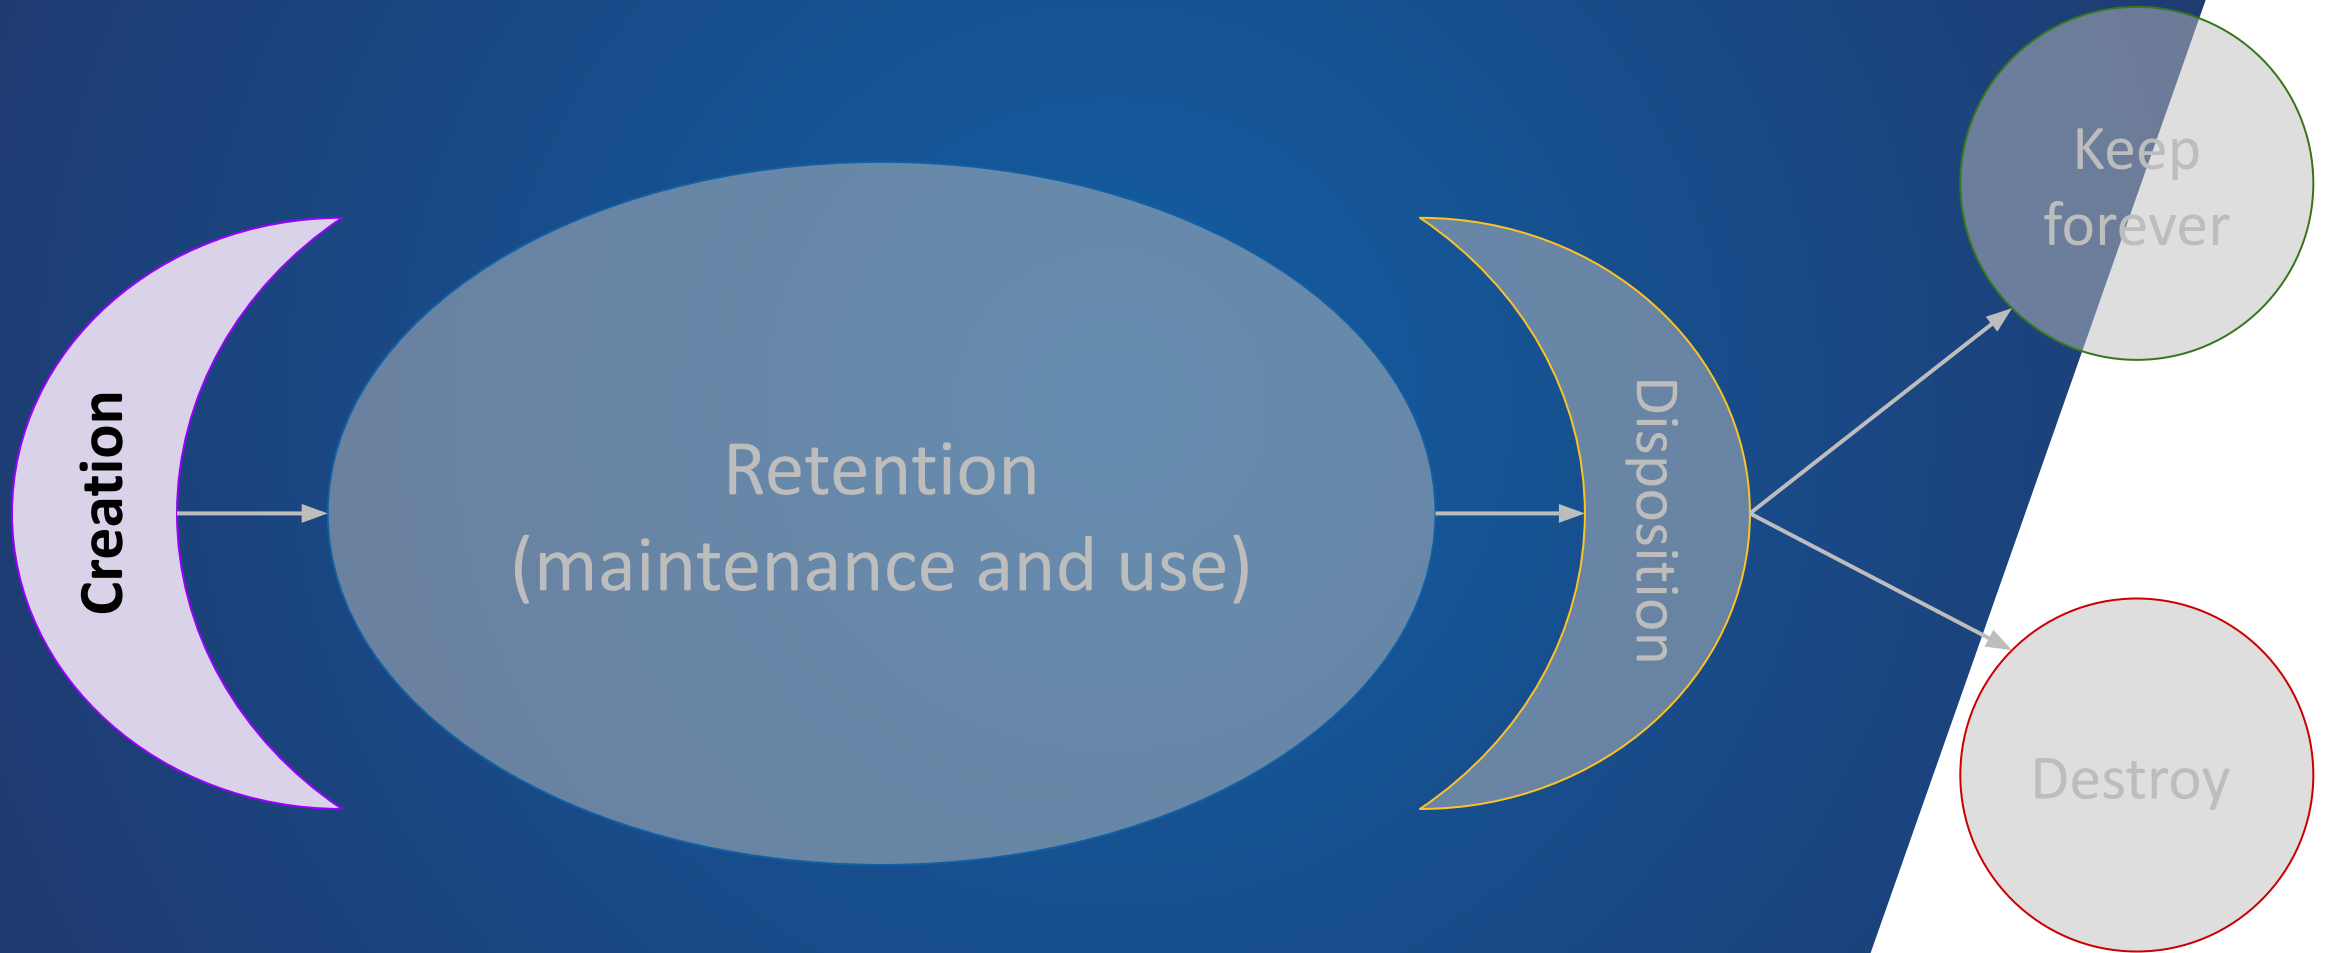 Creation
Retention
(maintenance and use)
Disposition
Keep
forever
Destroy